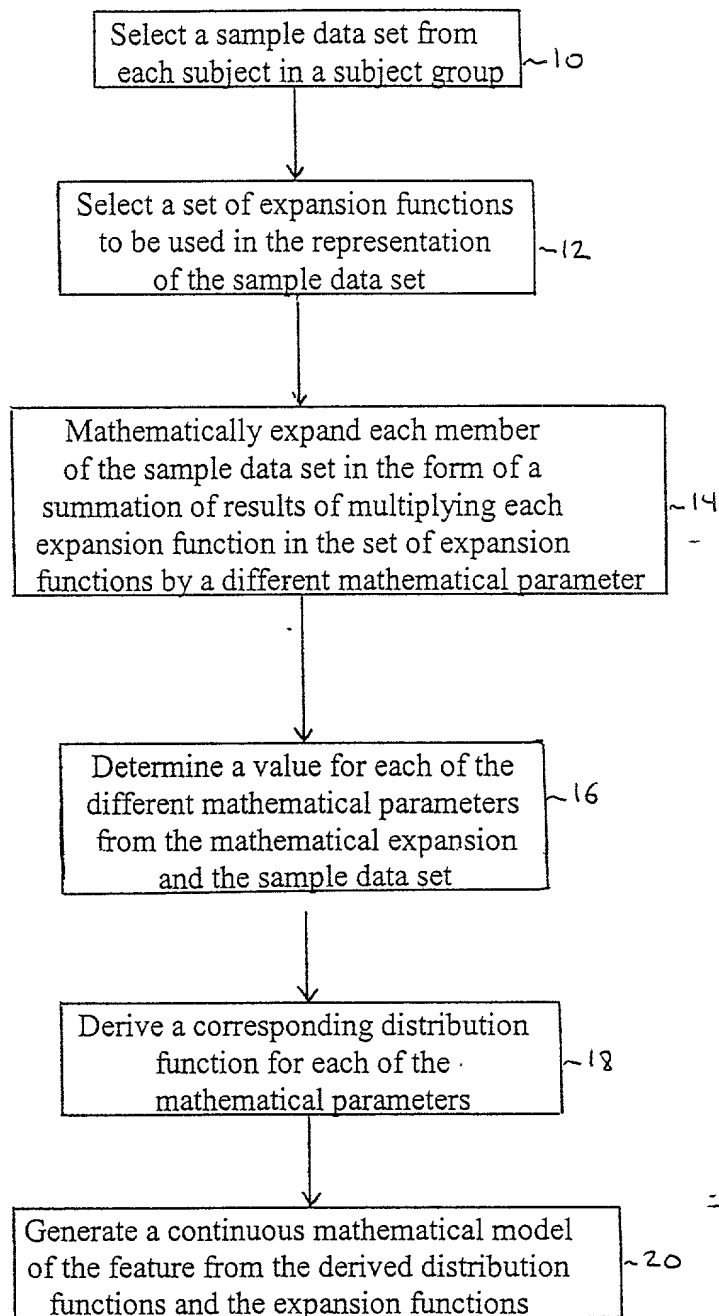 Select a sample data set from
each subject in a subject group
~10
Select a set of expansion functions
to be used in the representation
of the sample data set
~12
Mathematically expand each member
of the sample data set in the form of a
summation of results of multiplying each
expansion function in the set of expansion
functions by a different mathematical parameter
~14
Determine a value for each of the
different mathematical parameters
from the mathematical expansion
and the sample data set
~16
Derive a corresponding distribution
function for each of the
mathematical parameters
~18
Generate a continuous mathematical model
of the feature from the derived distribution
functions and the expansion functions
~20